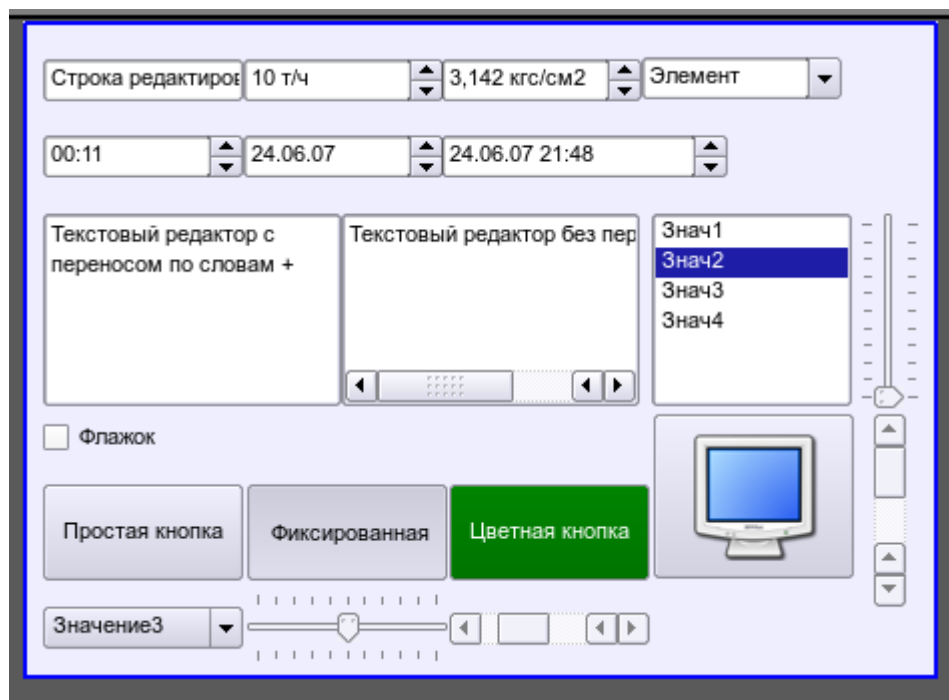 Строка редактиров
10 т/ч
3,142 кгс/см2
Элемент
00:11
24.06.07
24.06.07 21:48
Текстовый редактор с
переносом по словам +
Текстовый редактор без пер
Знач1
Знач2
Знач3
Знач4
Флажок
Простая кнопка
Фиксированная
Цветная кнопка
Значение3